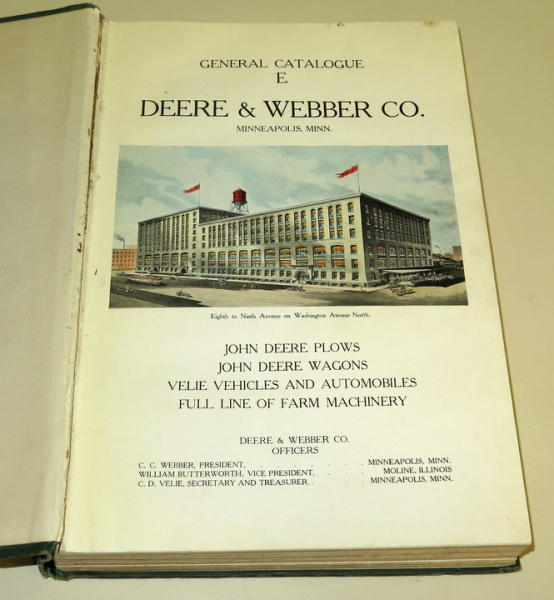 GENERAL CATALOGUE
E
DEERE & WEBBER CO.
MINNEAPOLIS, MINN.
Eighth to Ninth Avenue on Washington Avenue North.
JOHN DEERE PLOWS
JOHN DEERE WAGONS
VELIE VEHICLES AND AUTOMOBILES
FULL LINE OF FARM MACHINERY
DEERE & WEBBER CO.
OFFICERS
C. C. WEBBER, PRESIDENT, . . . . . . . MINNEAPOLIS, MINN.
WILLIAM BUTTERWORTH, VICE PRESIDENT, . . . . MOLINE, ILLINOIS
C. D. VELIE, SECRETARY AND TREASURER, . . . . MINNEAPOLIS, MINN.